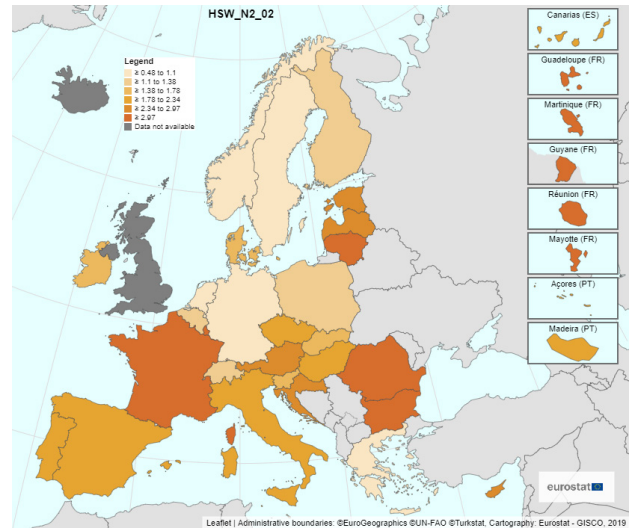 HSW_N2_02
Legend
≥ 0.48 to 1.1
≥ 1.1 to 1.38
≥ 1.38 to 1.78
≥ 1.78 to 2.34
≥ 2.34 to 2.97
≥ 2.97
Data not available
Canarias (ES)
Guadeloupe (FR)
Martinique (FR)
Guyane (FR)
Réunion (FR)
Mayotte (FR)
Açores (PT)
Madeira (PT)
eurostat
Leaflet | Administrative boundaries: ©EuroGeographics ©UN-FAO ©Turkstat, Cartography: Eurostat - GISCO, 2019